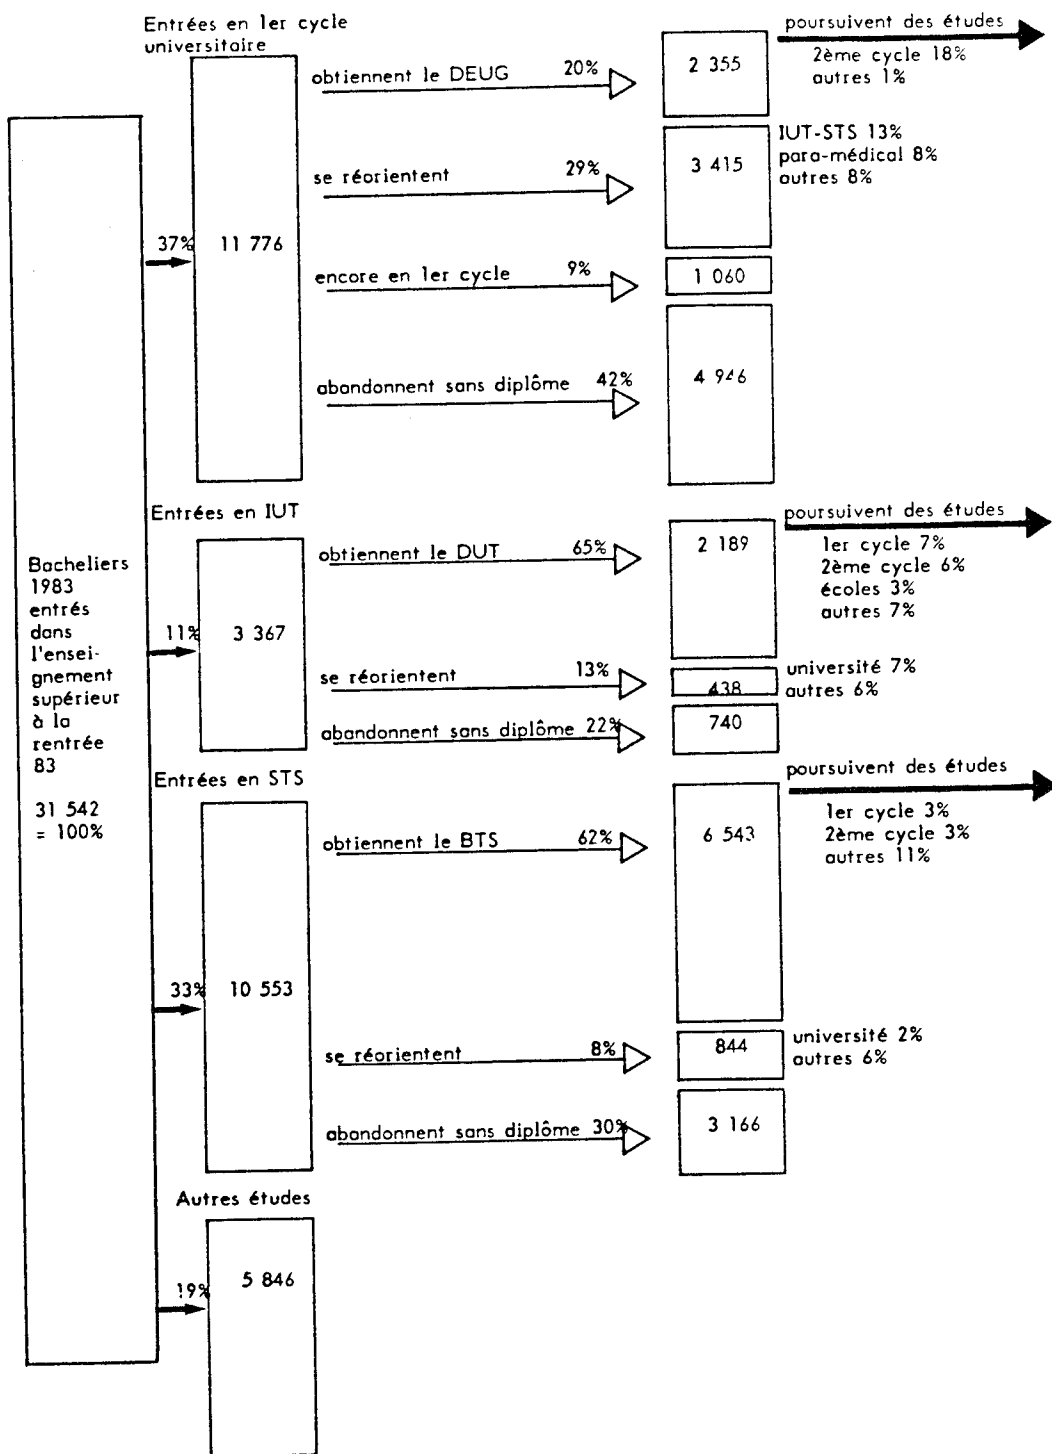 Entrées en 1er cycle
universitaire
11 776
37%
obtiennent le DEUG 20%
2 355
poursuivent des études
2ème cycle 18%
autres 1%
se réorientent 29%
3 415
IUT-STS 13%
para-médical 8%
autres 8%
encore en 1er cycle 9%
1 060
abandonnent sans diplôme 42%
4 946
Bacheliers
1983
entrés
dans
l'ensei-
gnement
supérieur
à la
rentrée
83
31 542
= 100%
Entrées en IUT
11%
3 367
obtiennent le DUT 65%
2 189
poursuivent des études
1er cycle 7%
2ème cycle 6%
écoles 3%
autres 7%
se réorientent 13%
438
université 7%
autres 6%
abandonnent sans diplôme 22%
740
Entrées en STS
33%
10 553
obtiennent le BTS 62%
6 543
poursuivent des études
1er cycle 3%
2ème cycle 3%
autres 11%
se réorientent 8%
844
université 2%
autres 6%
abandonnent sans diplôme 30%
3 166
Autres études
19%
5 846